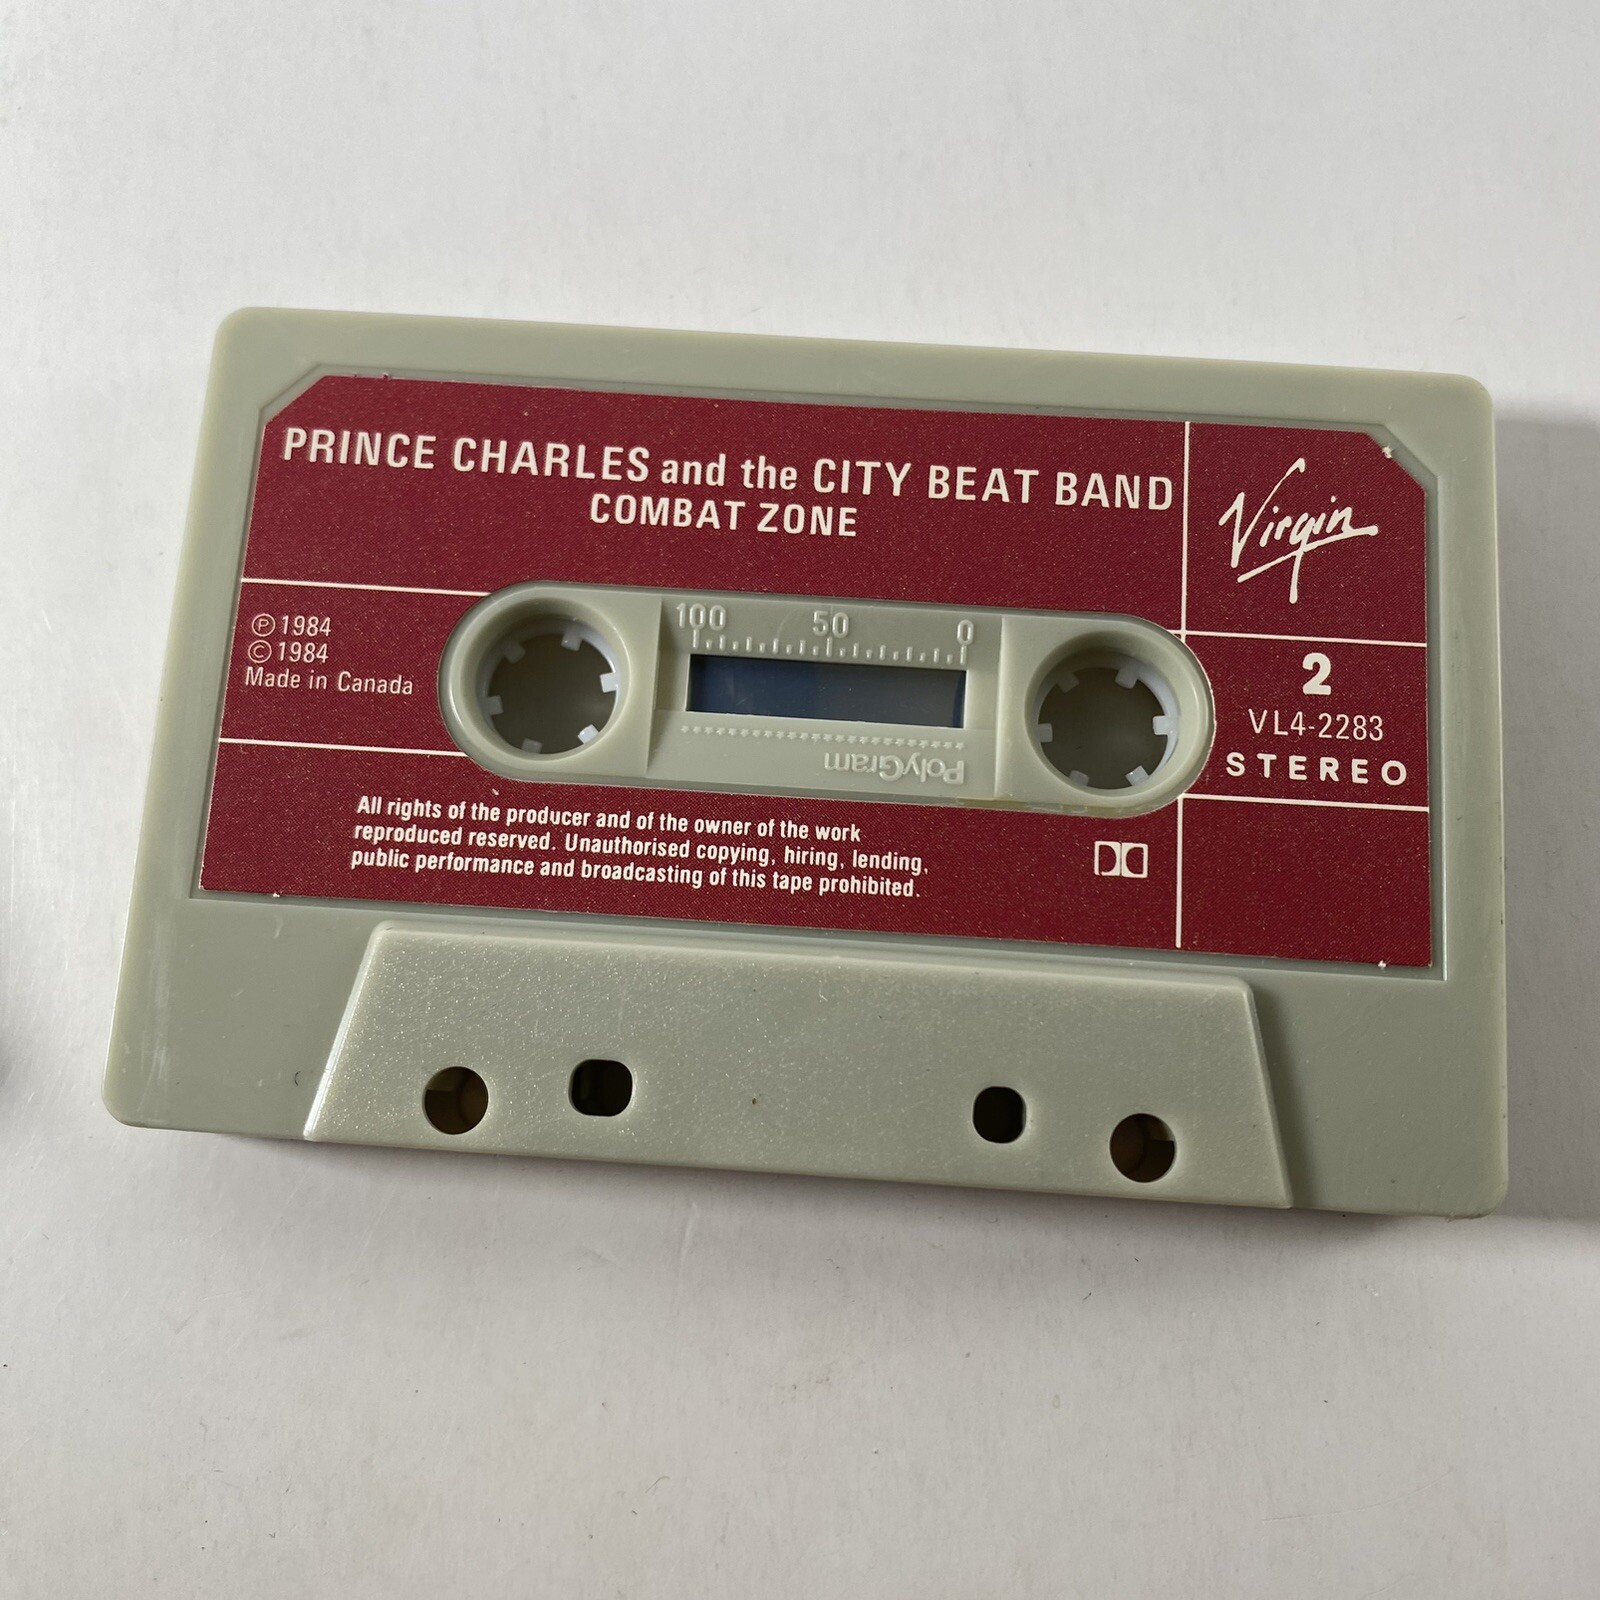 PRINCE CHARLES and the CITY BEAT BAND
COMBAT ZONE
Virgin
℗ 1984
© 1984
Made in Canada
100 50 0
PolyGram
2
VL4-2283
STEREO
All rights of the producer and of the owner of the work
reproduced reserved. Unauthorised copying, hiring, lending,
public performance and broadcasting of this tape prohibited.